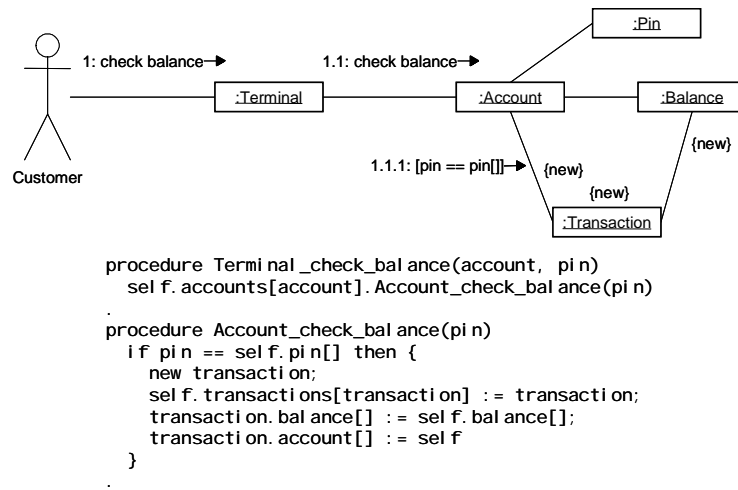 :Pin
1: check balance
1.1: check balance
:Terminal
:Account
:Balance
{new}
1.1.1: [pin == pin[]]
{new}
Customer
{new}
:Transaction
procedure Terminal_check_balance(account, pin)
self.accounts[account].Account_check_balance(pin)
.
procedure Account_check_balance(pin)
if pin == self.pin[] then {
new transaction;
self.transactions[transaction] := transaction;
transaction.balance[] := self.balance[];
transaction.account[] := self
}
.